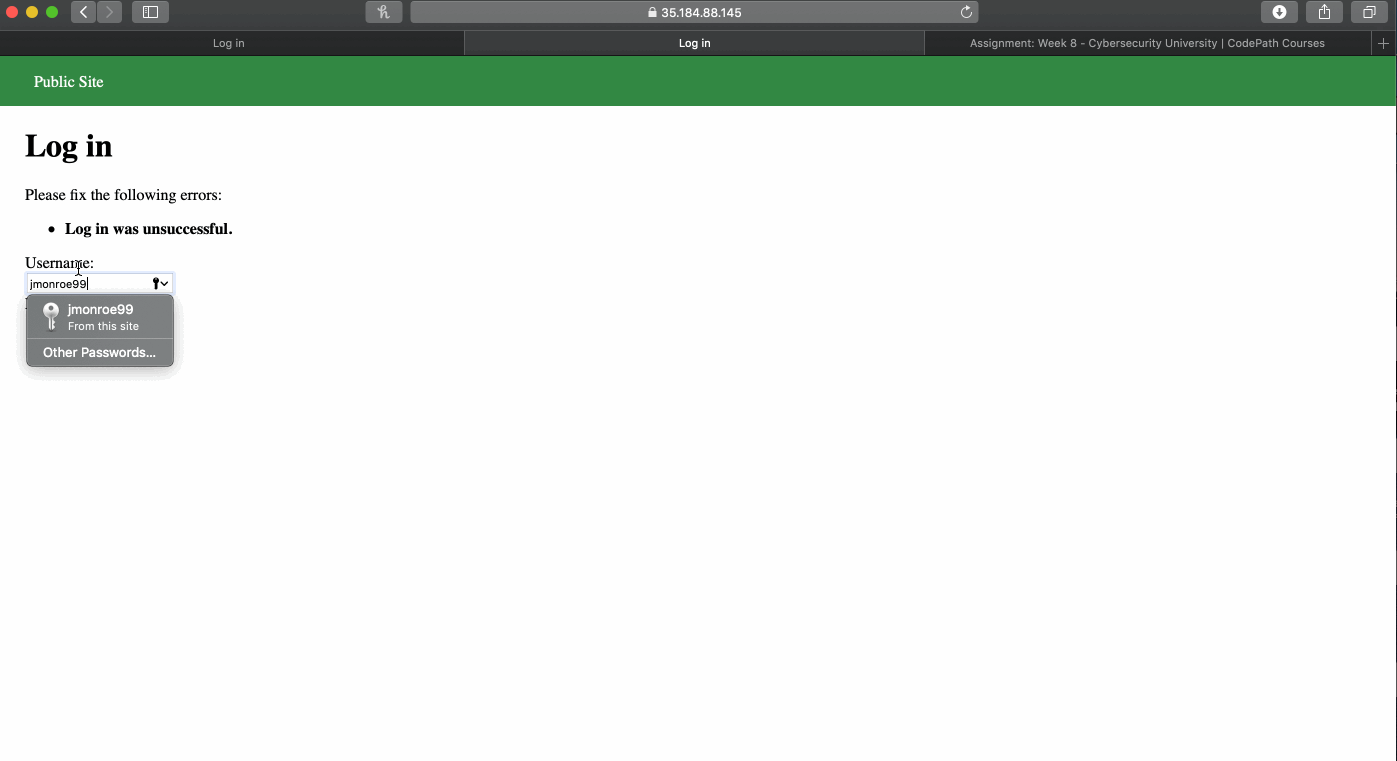 35.184.88.145
Log in
Log in
Assignment: Week 8 - Cybersecurity University | CodePath Courses
Public Site
Log in
Please fix the following errors:
• Log in was unsuccessful.
Username:
jmonroe99
jmonroe99
From this site
Other Passwords...